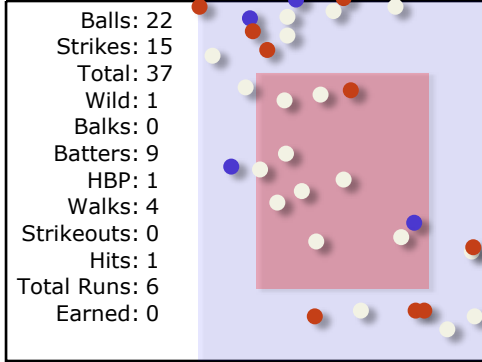 Balls: 22
Strikes: 15
Total: 37
Wild: 1
Balks: 0
Batters: 9
HBP: 1
Walks: 4
Strikeouts: 0
Hits: 1
Total Runs: 6
Earned: 0